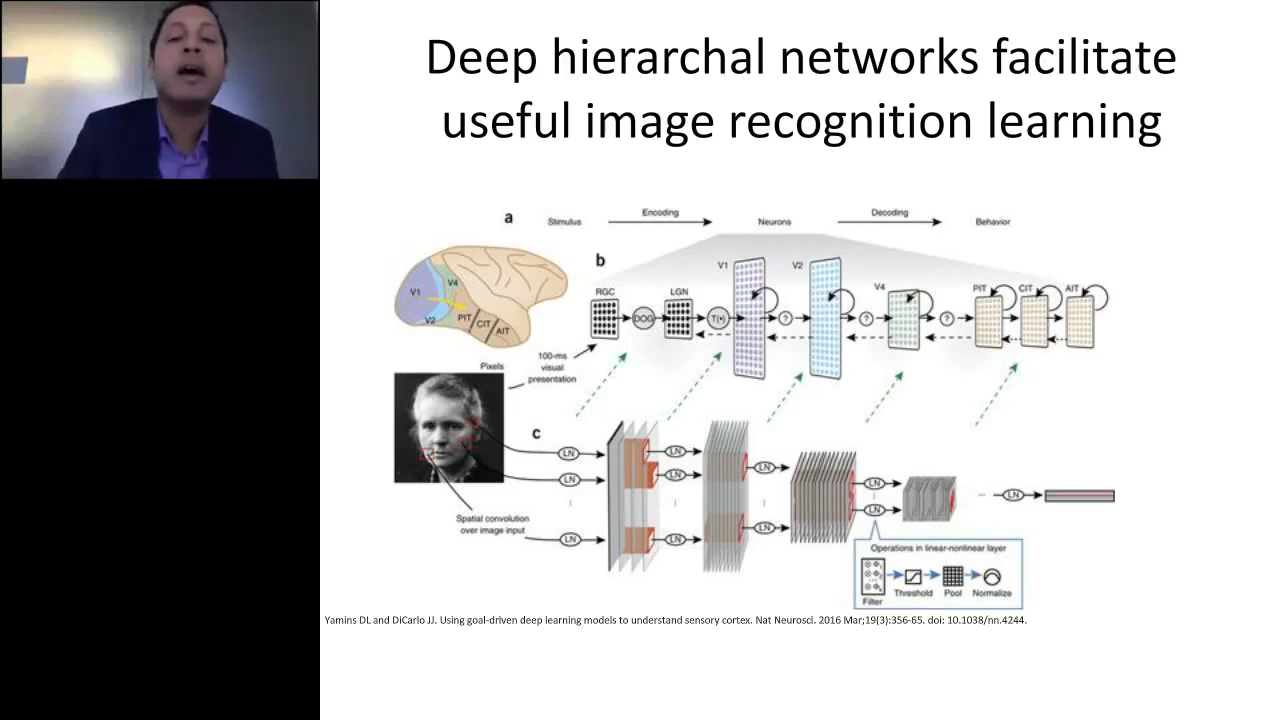 Deep hierarchal networks facilitate
useful image recognition learning
a
Stimulus
Encoding
Neurons
Decoding
Behavior
b
V1
V2
V4
PIT
CIT
AIT
RGC
DOG
LGN
T(•)
V1
?
V2
?
V4
?
PIT
CIT
AIT
100-ms
visual
presentation
Pixels
c
LN
LN
LN
LN
LN
LN
LN
LN
LN
LN
... LN
Spatial convolution
over image input
Operations in linear-nonlinear layer
Filter
Threshold
Pool
Normalize
Yamins DL and DiCarlo JJ. Using goal-driven deep learning models to understand sensory cortex. Nat Neurosci. 2016 Mar;19(3):356-65. doi: 10.1038/nn.4244.